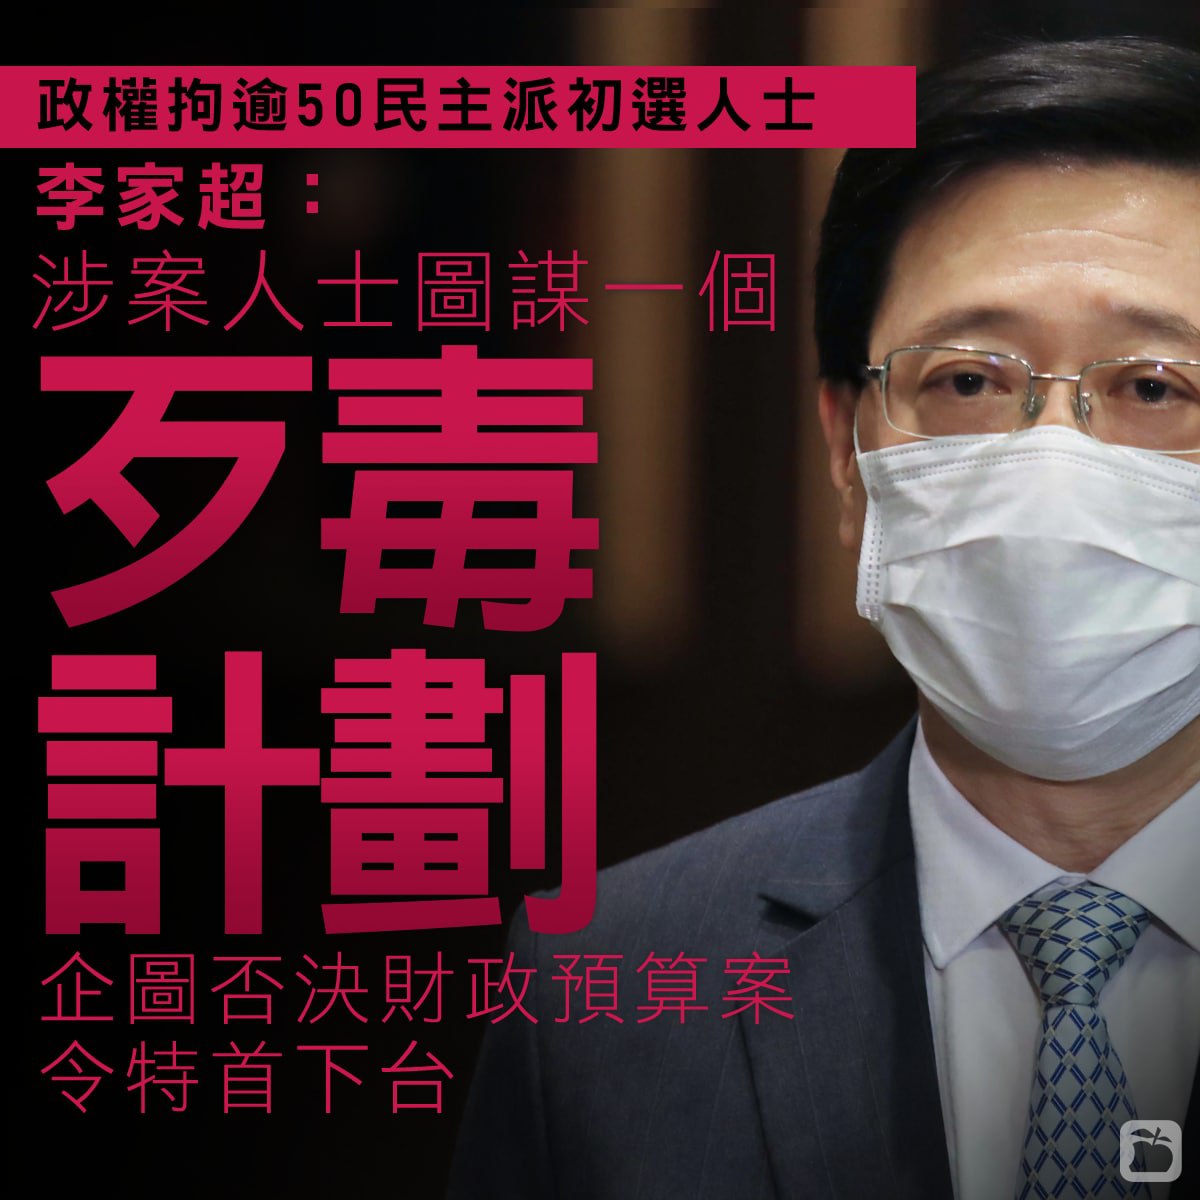 政權拘逾50民主派初選人士
李家超：
涉案人士圖謀一個
歹毒
計劃
企圖否決財政預算案
令特首下台